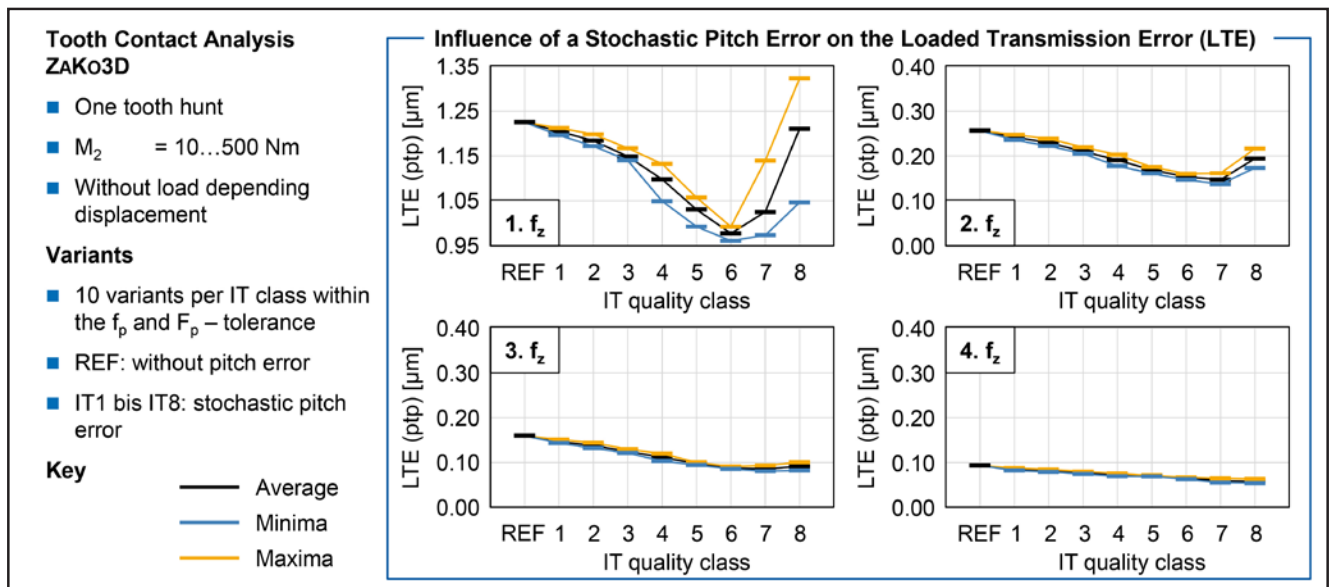 Tooth Contact Analysis
ZAKO3D
One tooth hunt
M2 = 10…500 Nm
Without load depending
displacement
Variants
10 variants per IT class within
the fp and Fp – tolerance
REF: without pitch error
IT1 bis IT8: stochastic pitch
error
Key
Average
Minima
Maxima
Influence of a Stochastic Pitch Error on the Loaded Transmission Error (LTE)
LTE (ptp) [µm]
1.35
1.25
1.15
1.05
0.95
1. fz
REF 1 2 3 4 5 6 7 8
IT quality class
LTE (ptp) [µm]
0.40
0.30
0.20
0.10
0.00
2. fz
REF 1 2 3 4 5 6 7 8
IT quality class
LTE (ptp) [µm]
0.40
0.30
0.20
0.10
0.00
3. fz
REF 1 2 3 4 5 6 7 8
IT quality class
LTE (ptp) [µm]
0.40
0.30
0.20
0.10
0.00
4. fz
REF 1 2 3 4 5 6 7 8
IT quality class